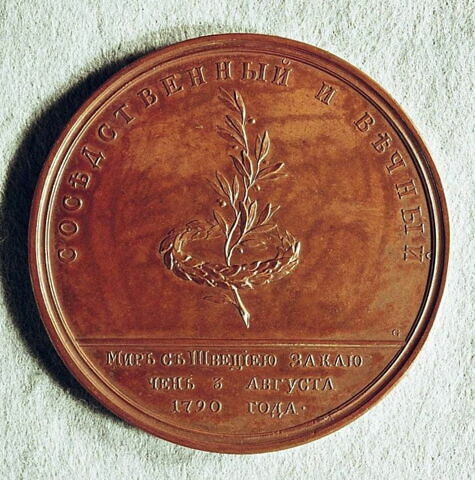 СОСѢДСТВЕННЫЙ И ВѢЧНЫЙ
С
МИРЪ СЪ ШВЕЦІЕЮ ЗАКЛЮ
ЧЕНЪ 3 АВГУСТА
1790 ГОДА.